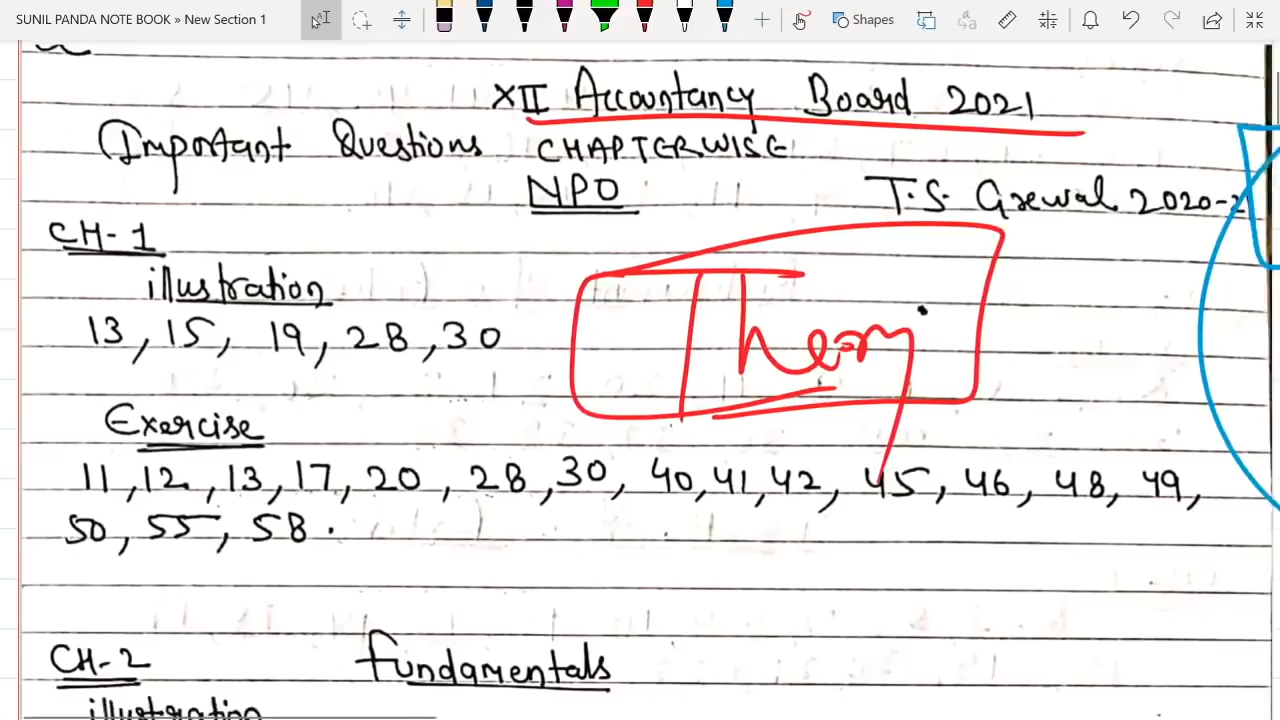 SUNIL PANDA NOTE BOOK » New Section 1
Shapes
XII Accountancy Board 2021
Important Questions CHAPTERWISE
NPO T.S. Grewal 2020-2
CH-1
illustration
13, 15, 19, 28, 30
Theory
Exercise
11, 12, 13, 17, 20, 28, 30, 40, 41, 42, 45, 46, 48, 49,
50, 55, 58.
CH-2 Fundamentals
illustration